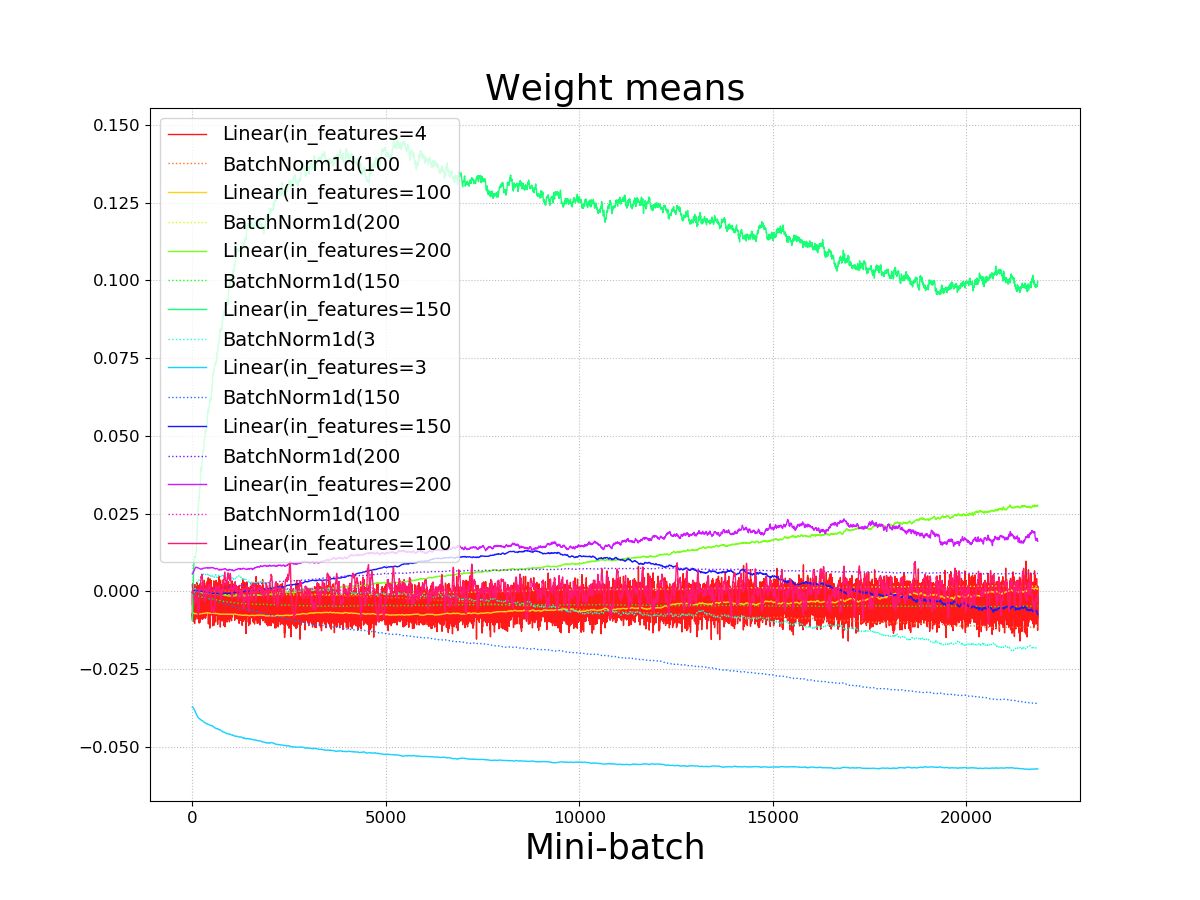 Weight means
0.150
0.125
0.100
0.075
0.050
0.025
0.000
−0.025
−0.050
Linear(in_features=4
BatchNorm1d(100
Linear(in_features=100
BatchNorm1d(200
Linear(in_features=200
BatchNorm1d(150
Linear(in_features=150
BatchNorm1d(3
Linear(in_features=3
BatchNorm1d(150
Linear(in_features=150
BatchNorm1d(200
Linear(in_features=200
BatchNorm1d(100
Linear(in_features=100
0 5000 10000 15000 20000
Mini-batch